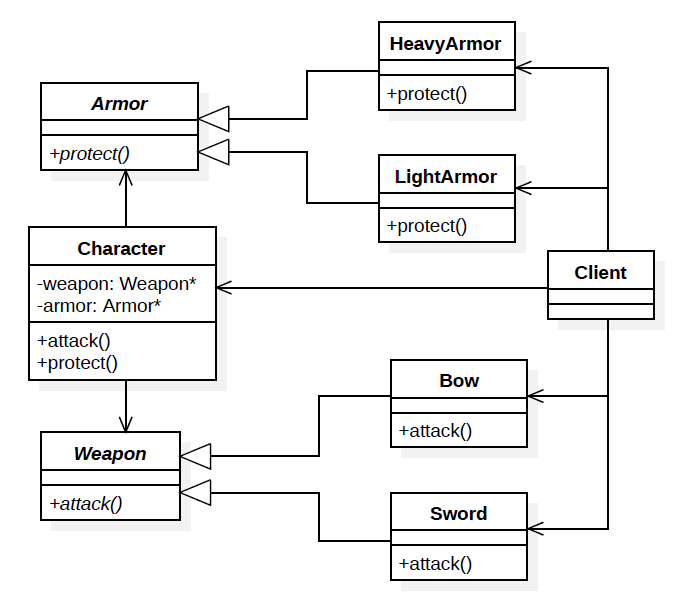 HeavyArmor
+protect()
Armor
+protect()
LightArmor
+protect()
Character
-weapon: Weapon*
-armor: Armor*
+attack()
+protect()
Client
Bow
+attack()
Weapon
+attack()
Sword
+attack()